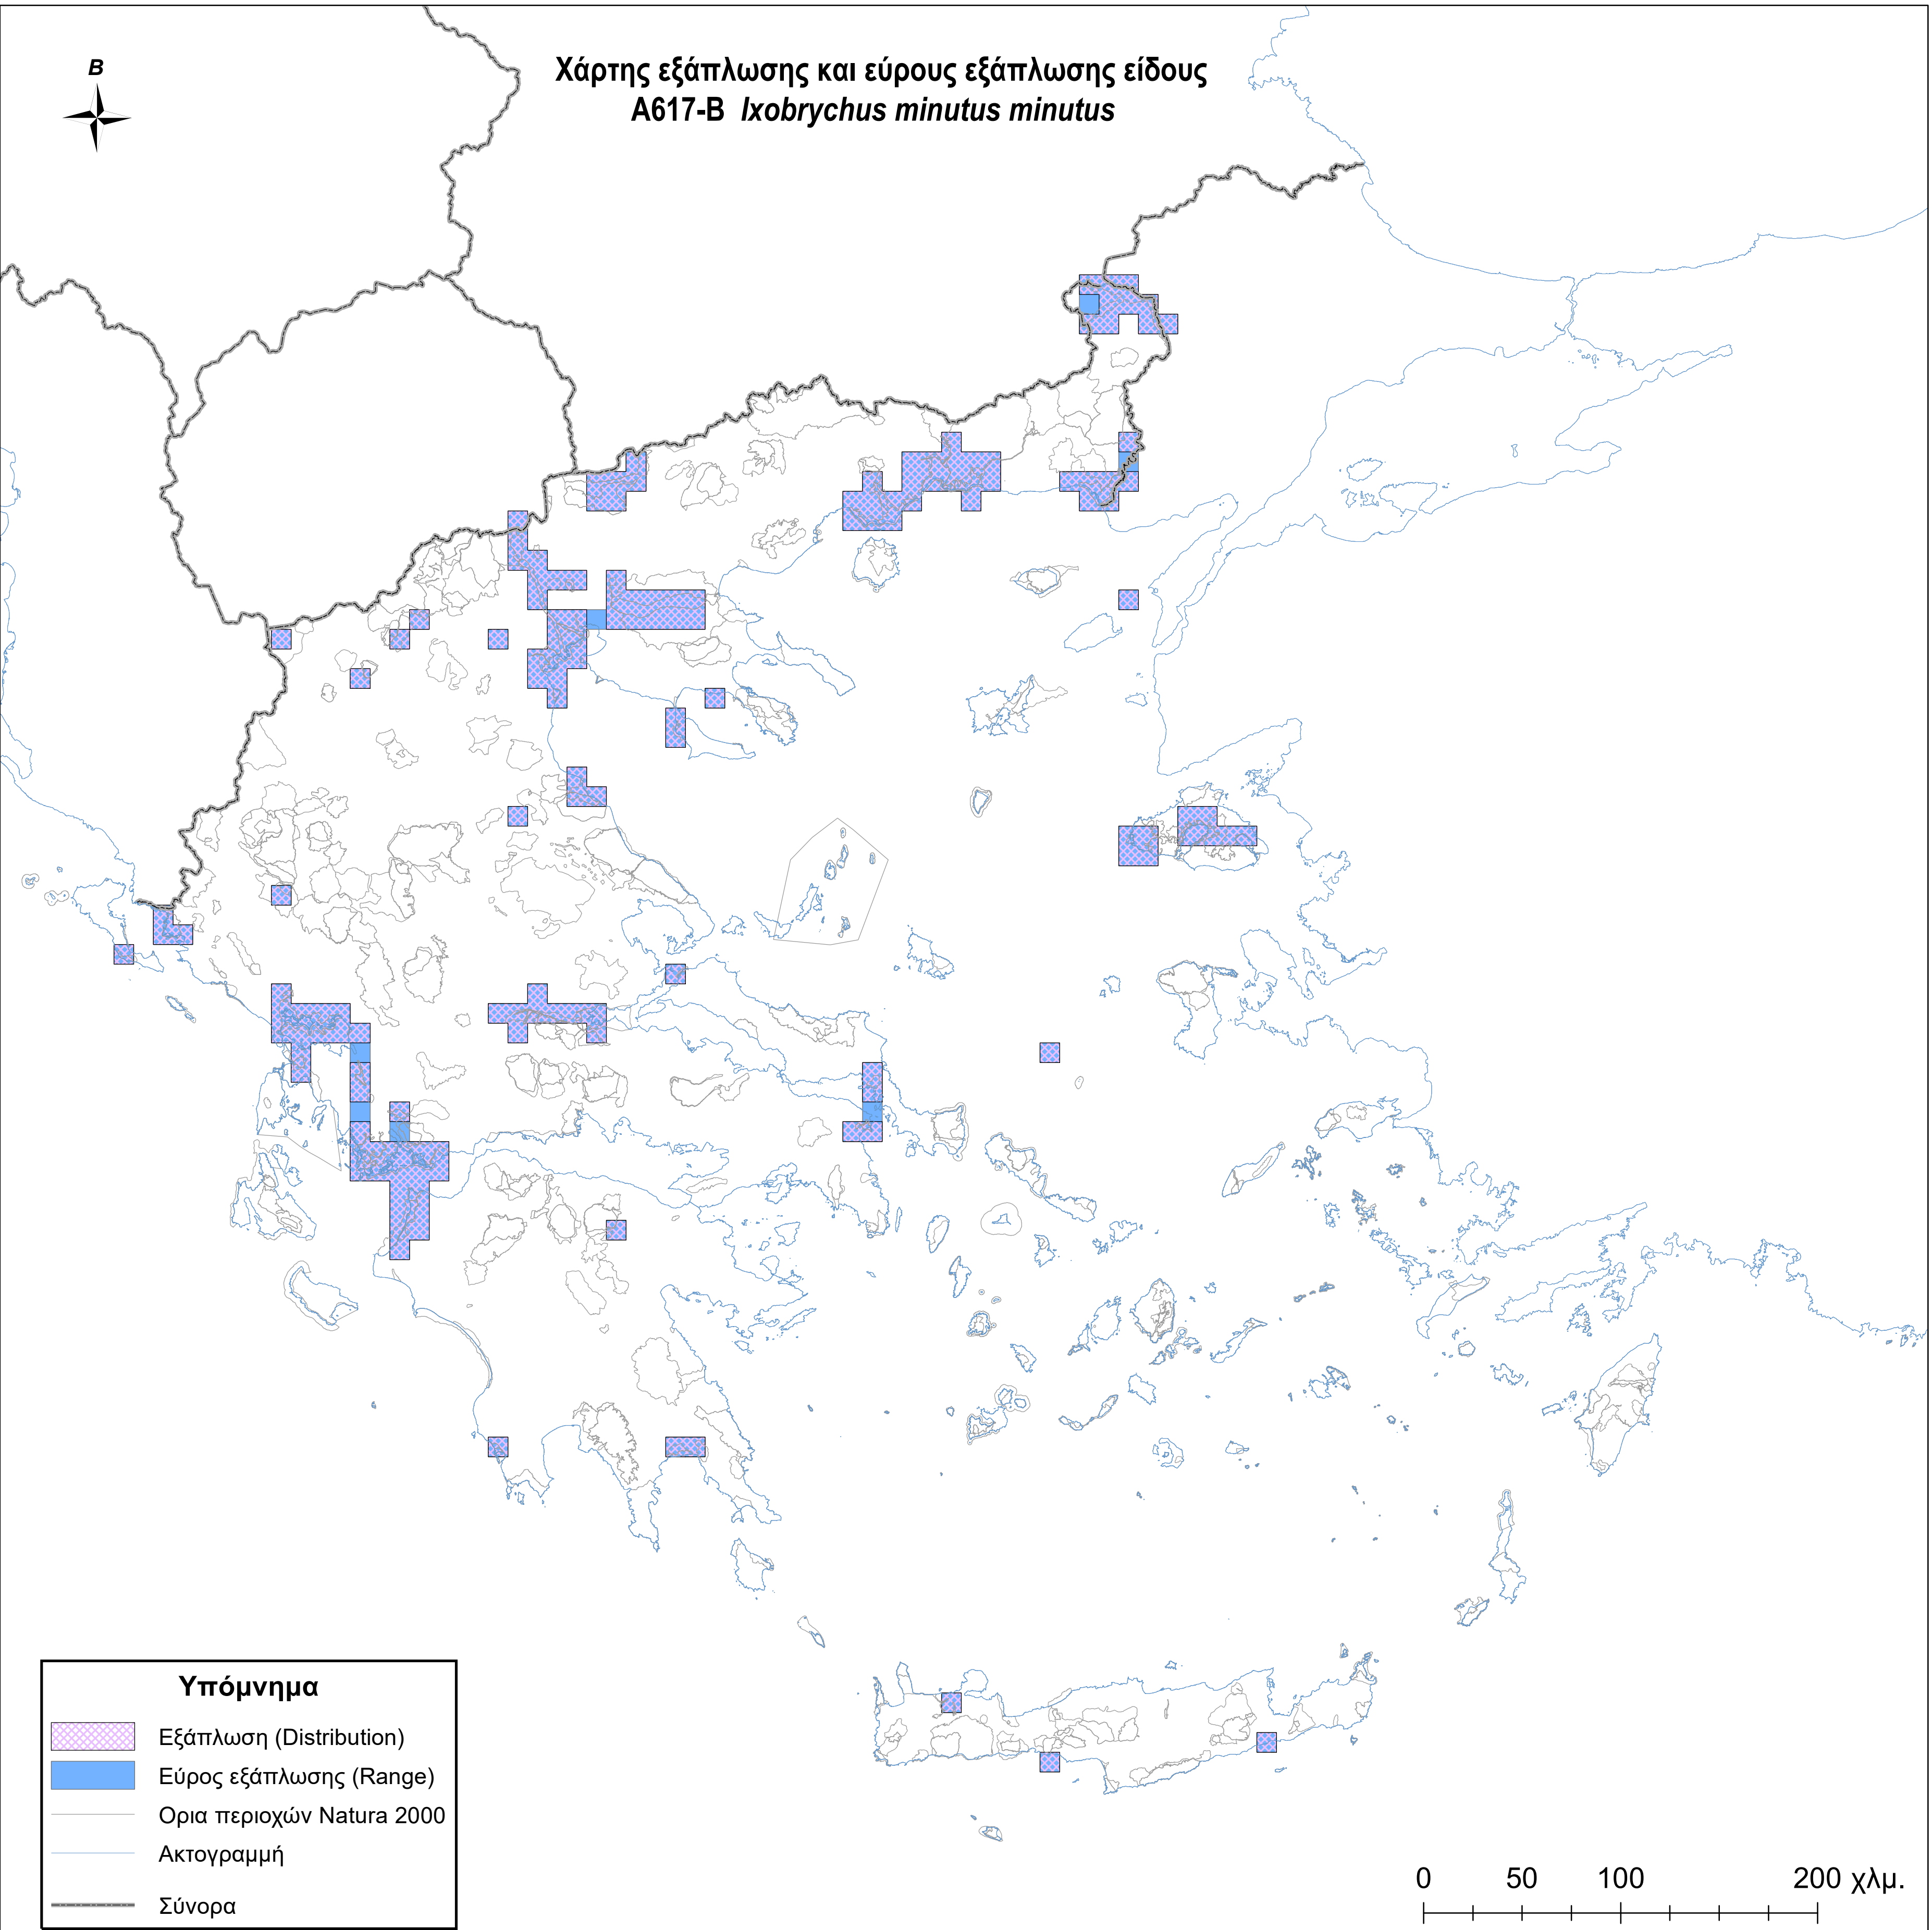 Β
Χάρτης εξάπλωσης και εύρους εξάπλωσης είδους
A617-B Ixobrychus minutus minutus
Υπόμνημα
Εξάπλωση (Distribution)
Εύρος εξάπλωσης (Range)
Ορια περιοχών Natura 2000
Ακτογραμμή
Σύνορα
0 50 100 200 χλμ.